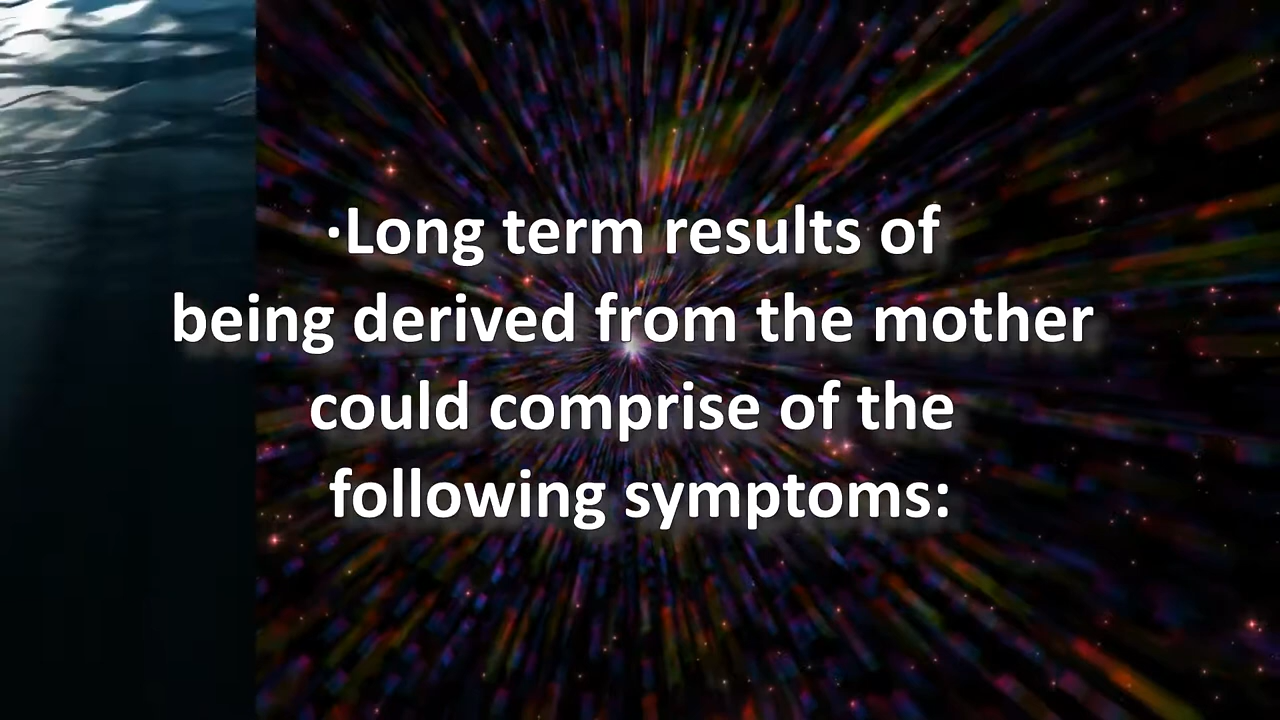 ·Long term results of
being derived from the mother
could comprise of the
following symptoms: